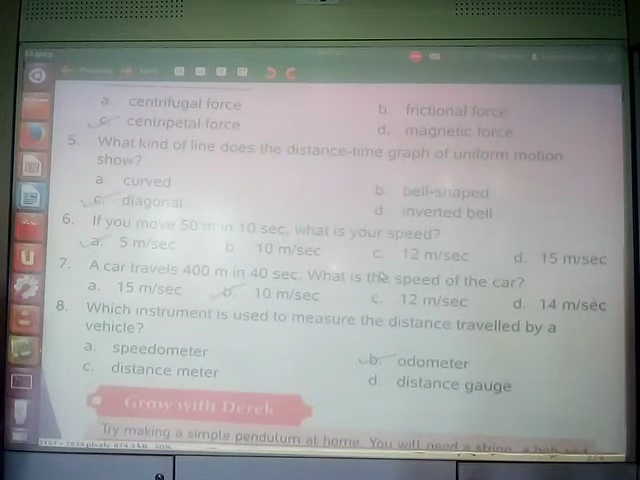 a. centrifugal force b. frictional force
c. centripetal force d. magnetic force
5. What kind of line does the distance-time graph of uniform motion
show?
a. curved b. bell-shaped
c. diagonal d. inverted bell
6. If you move 50 m in 10 sec, what is your speed?
a. 5 m/sec b. 10 m/sec c. 12 m/sec d. 15 m/sec
7. A car travels 400 m in 40 sec. What is the speed of the car?
a. 15 m/sec b. 10 m/sec c. 12 m/sec d. 14 m/sec
8. Which instrument is used to measure the distance travelled by a
vehicle?
a. speedometer b. odometer
c. distance meter d. distance gauge
Grow with Derek
Try making a simple pendulum at home. You will need a string, a bob and